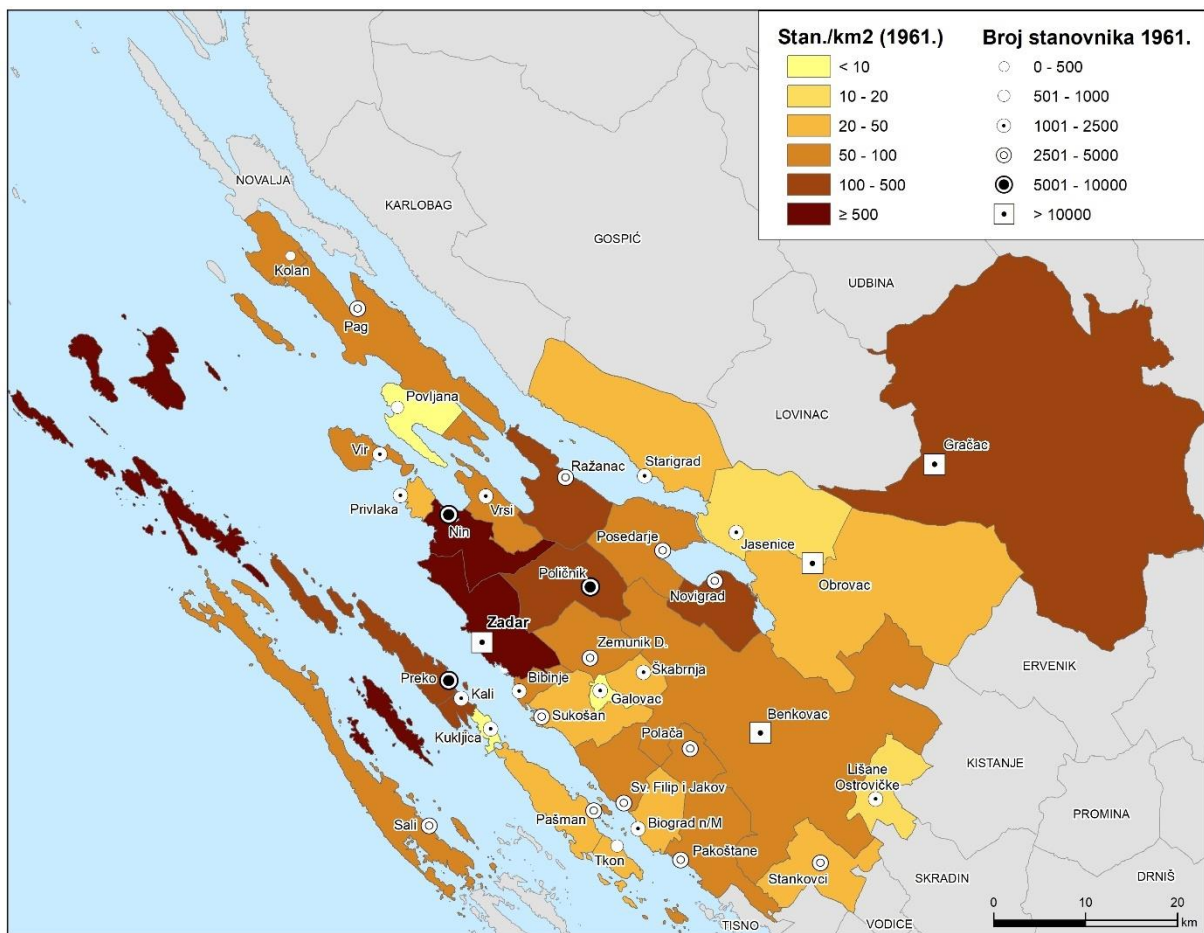 Stan./km2 (1961.)
< 10
10 - 20
20 - 50
50 - 100
100 - 500
≥ 500
Broj stanovnika 1961.
0 - 500
501 - 1000
1001 - 2500
2501 - 5000
5001 - 10000
> 10000
NOVALJA
KARLOBAG
GOSPIĆ
UDBINA
Kolan
Pag
LOVINAC
Povljana
Gračac
Vir
Ražanac
Starigrad
Privlaka
Vrsi
Nin
Posedarje
Jasenice
Poličnik
Obrovac
Novigrad
Zadar
Zemunik D.
ERVENIK
Škabrnja
Preko
Bibinje
Kali
Galovac
Sukošan
Benkovac
Kukljica
Polača
KISTANJE
Lišane
Ostrovičke
Sv. Filip i Jakov
PROMINA
Pašman
Biograd n/M
Sali
Pakoštane
Tkon
Stankovci
SKRADIN
DRNIŠ
TISNO
VODICE
0 10 20
km